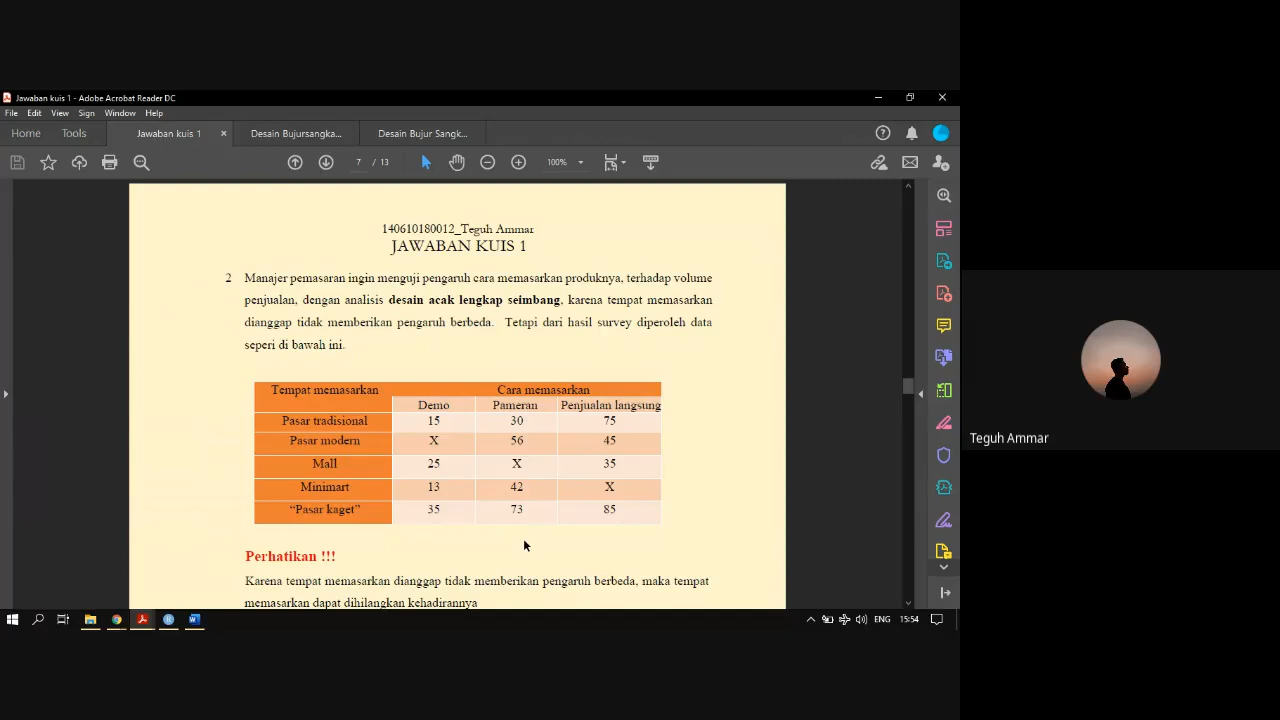 Jawaban kuis 1 - Adobe Acrobat Reader DC
File Edit View Sign Window Help
Home Tools Jawaban kuis 1 × Desain Bujursangka... Desain Bujur Sangk...
7 / 13 100%
140610180012_Teguh Ammar
JAWABAN KUIS 1
2 Manajer pemasaran ingin menguji pengaruh cara memasarkan produknya, terhadap volume
penjualan, dengan analisis desain acak lengkap seimbang, karena tempat memasarkan
dianggap tidak memberikan pengaruh berbeda. Tetapi dari hasil survey diperoleh data
seperi di bawah ini.
Tempat memasarkan Cara memasarkan
Demo Pameran Penjualan langsung
Pasar tradisional 15 30 75
Pasar modern X 56 45
Mall 25 X 35
Minimart 13 42 X
“Pasar kaget” 35 73 85
Perhatikan !!!
Karena tempat memasarkan dianggap tidak memberikan pengaruh berbeda, maka tempat
memasarkan dapat dihilangkan kehadirannya
ENG 15:54
Teguh Ammar